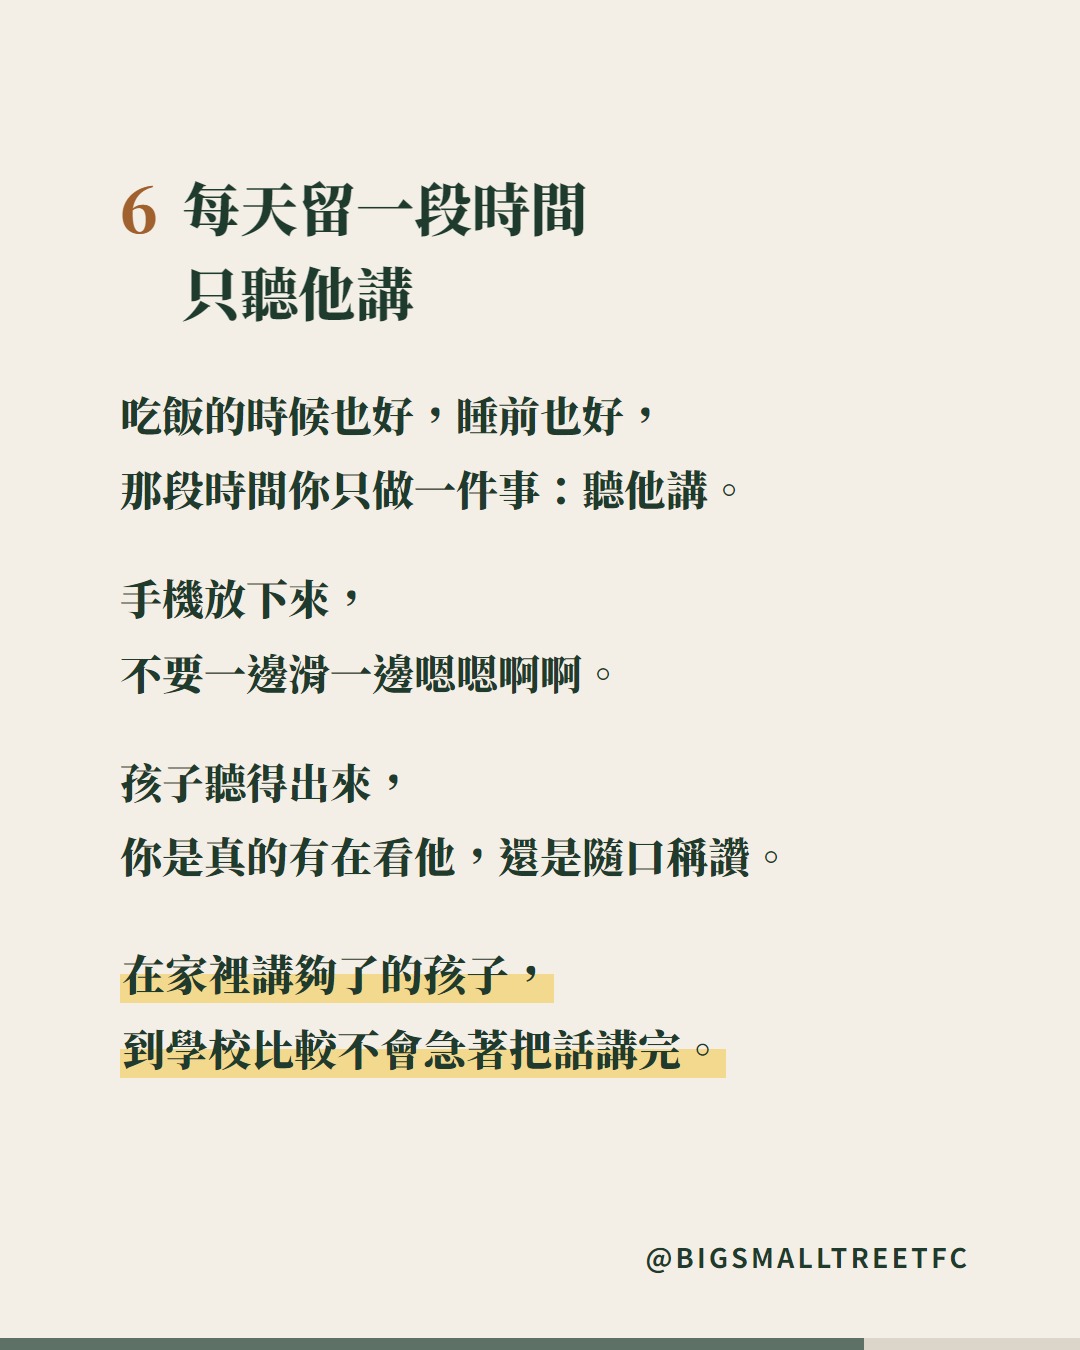 6 每天留一段時間
只聽他講
吃飯的時候也好，睡前也好，
那段時間你只做一件事：聽他講。
手機放下來，
不要一邊滑一邊嗯嗯啊啊。
孩子聽得出來，
你是真的有在看他，還是隨口稱讚。
在家裡講夠了的孩子，
到學校比較不會急著把話講完。
@BIGSMALLTREETFC